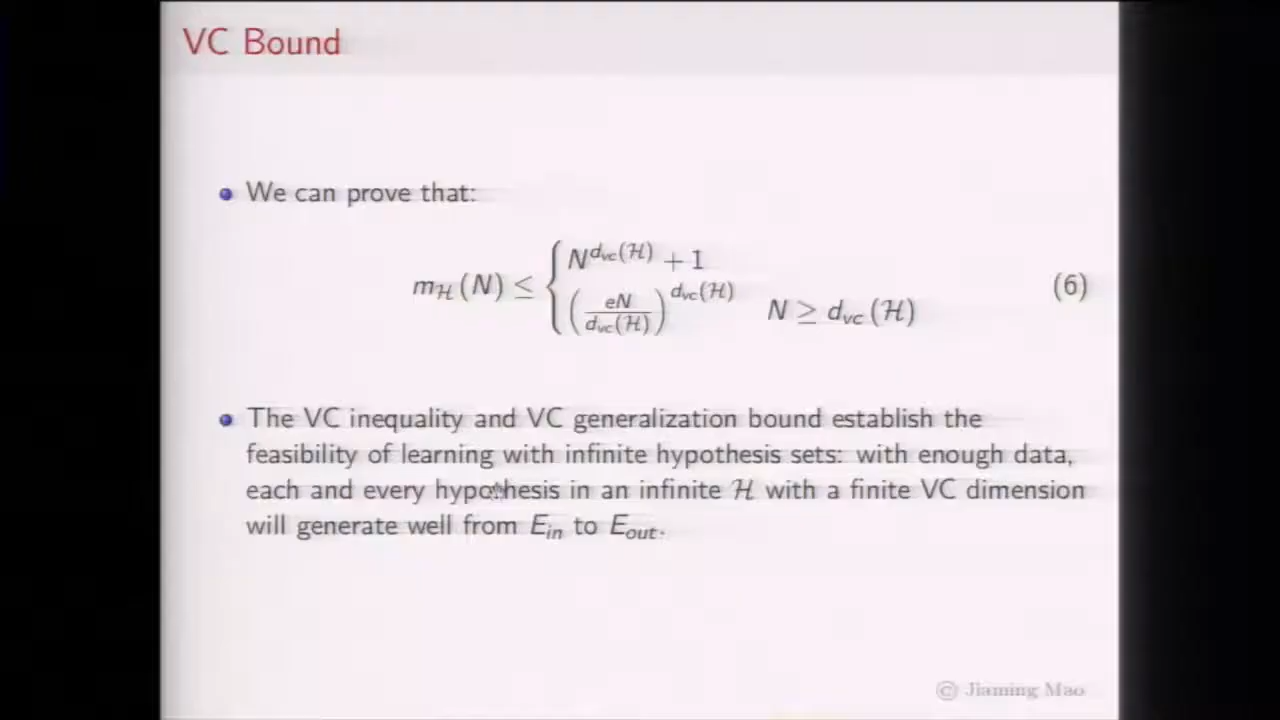 VC Bound
We can prove that:
m_H(N) ≤ { N^{d_vc(H)} + 1
(eN / d_vc(H))^{d_vc(H)} N ≥ d_vc(H) (6)
The VC inequality and VC generalization bound establish the
feasibility of learning with infinite hypothesis sets: with enough data,
each and every hypothesis in an infinite H with a finite VC dimension
will generate well from E_in to E_out.
© Jiaming Mao